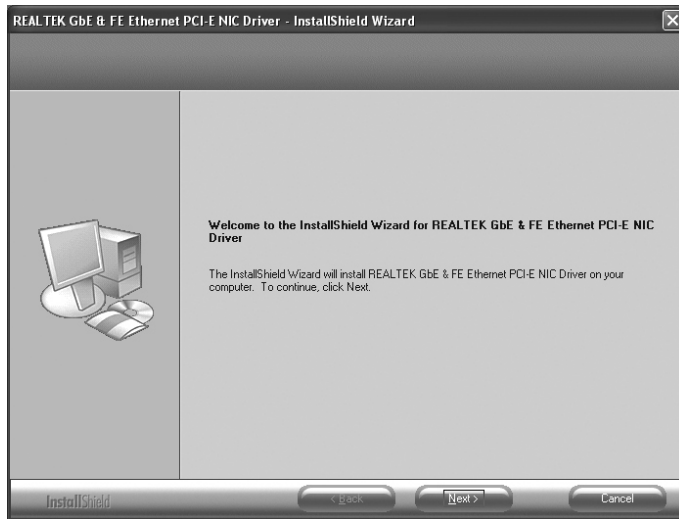 REALTEK GbE & FE Ethernet PCI-E NIC Driver - InstallShield Wizard
Welcome to the InstallShield Wizard for REALTEK GbE & FE Ethernet PCI-E NIC
Driver
The InstallShield Wizard will install REALTEK GbE & FE Ethernet PCI-E NIC Driver on your
computer. To continue, click Next.
InstallShield
< Back
Next >
Cancel